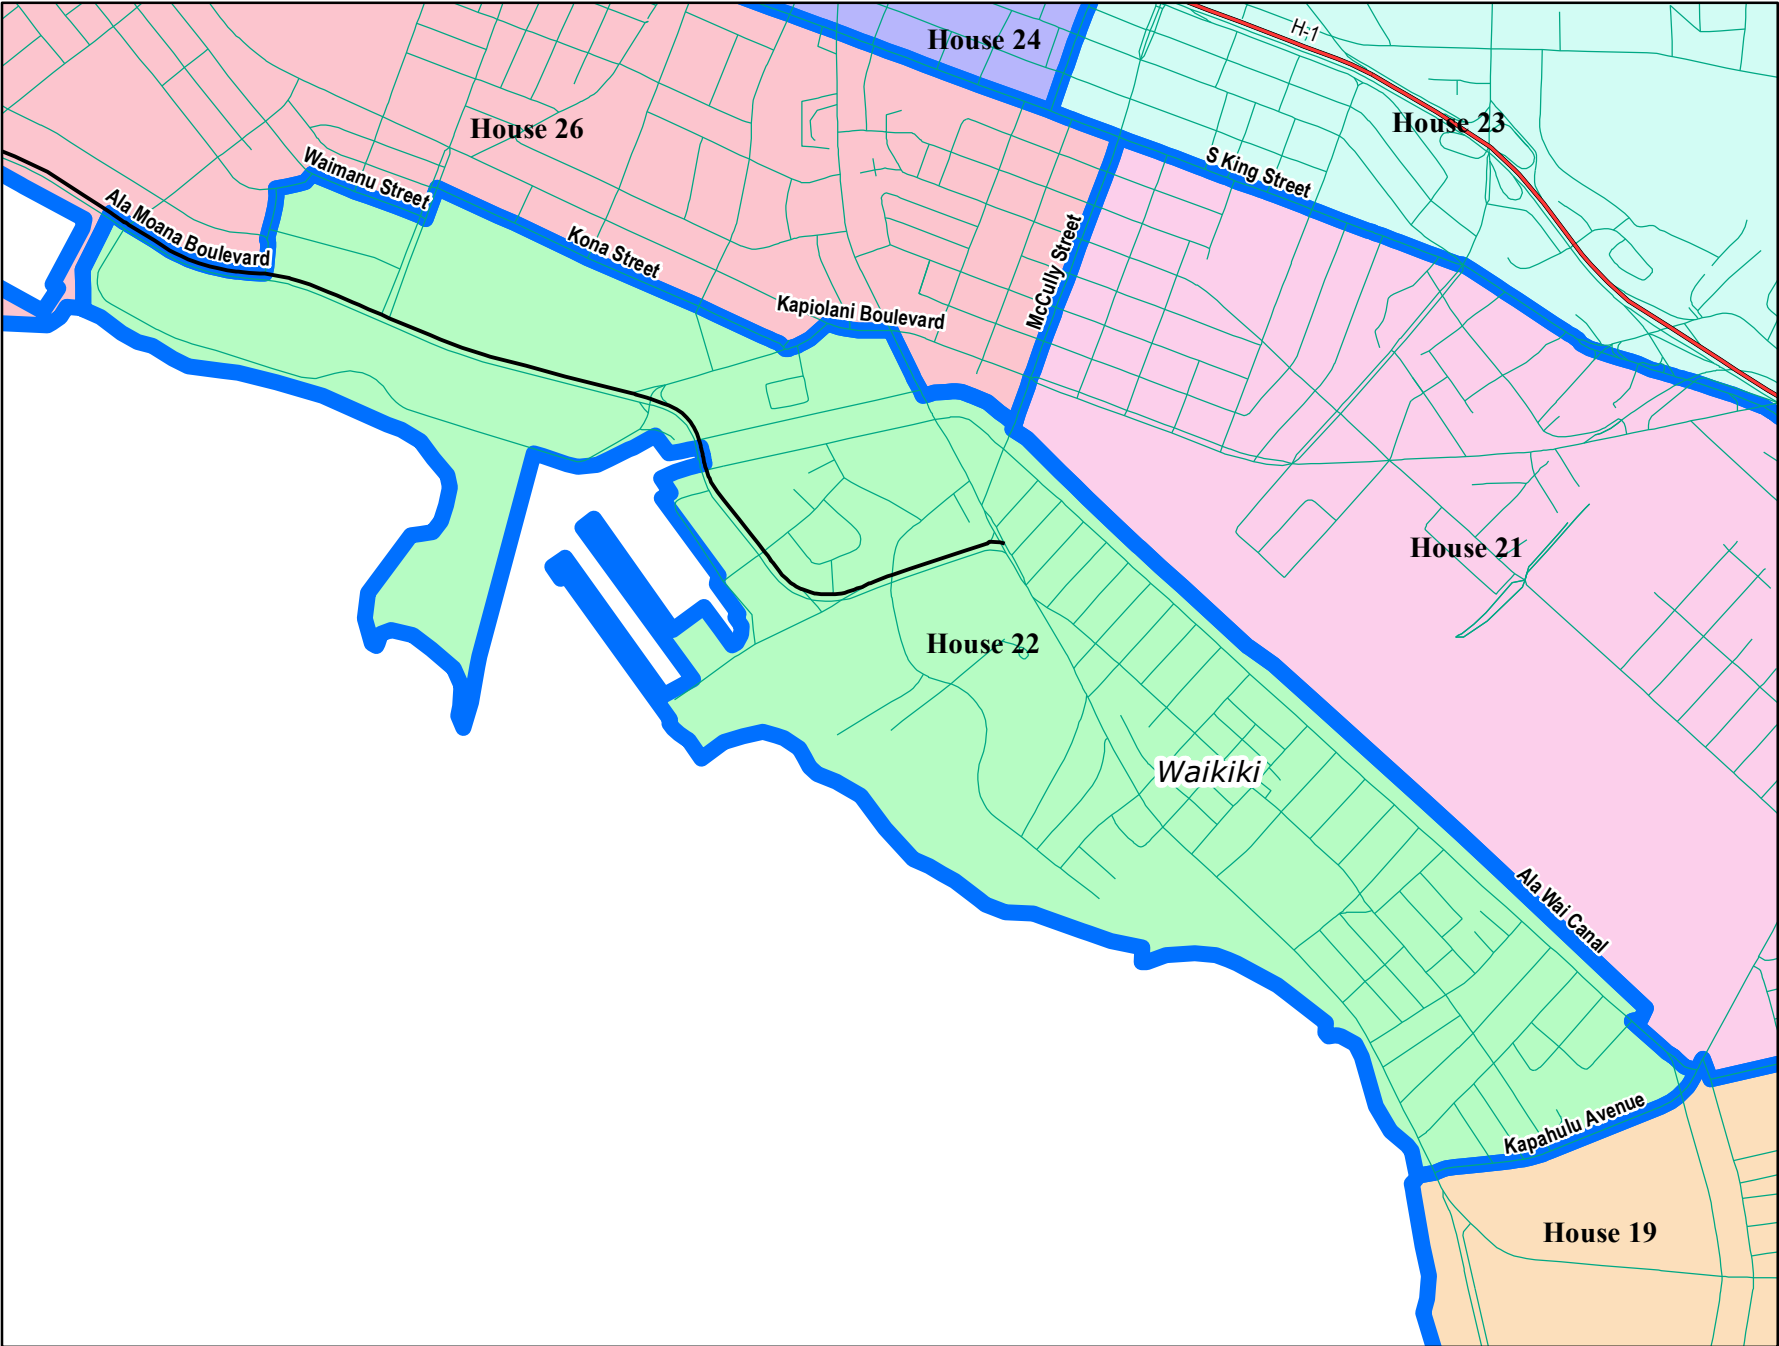 House 24
H-1
House 26
House 23
Waimanu Street
S King Street
Ala Moana Boulevard
Kona Street
McCully Street
Kapiolani Boulevard
House 21
House 22
Waikiki
Ala Wai Canal
Kapahulu Avenue
House 19